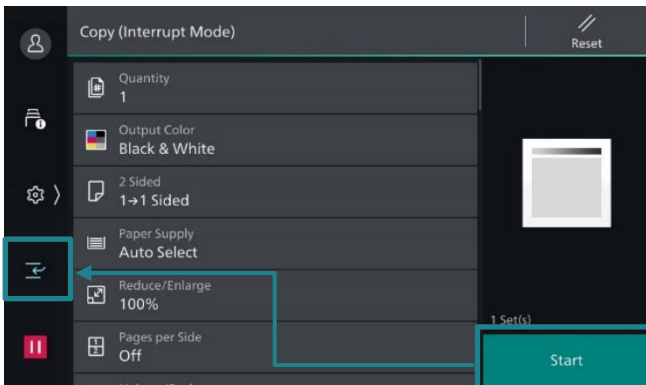 Copy (Interrupt Mode)
Reset
Quantity
1
Output Color
Black & White
2 Sided
1→1 Sided
Paper Supply
Auto Select
Reduce/Enlarge
100%
1 Set(s)
Pages per Side
Off
Start